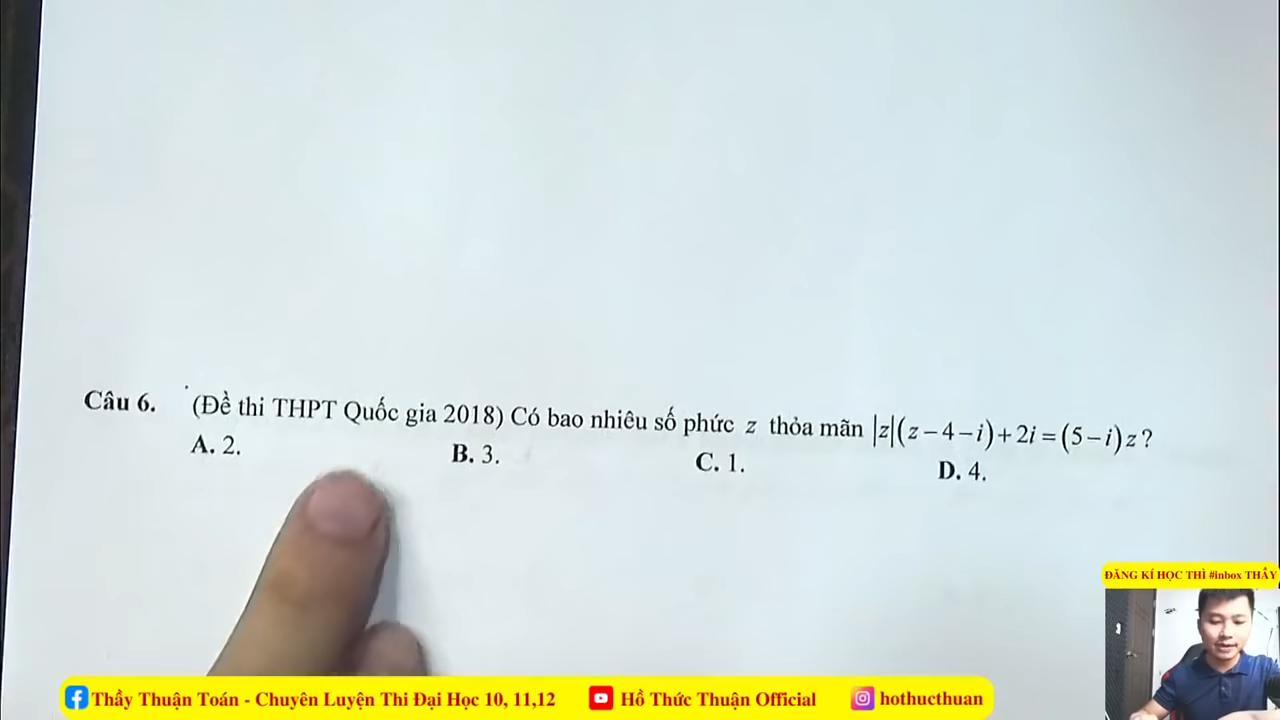 Câu 6. (Đề thi THPT Quốc gia 2018) Có bao nhiêu số phức z thỏa mãn |z|(z−4−i)+2i=(5−i)z?
A. 2. B. 3. C. 1. D. 4.
ĐĂNG KÍ HỌC THÌ #inbox THẦY
Thầy Thuận Toán - Chuyên Luyện Thi Đại Học 10, 11,12 Hồ Thức Thuận Official hothucthuan